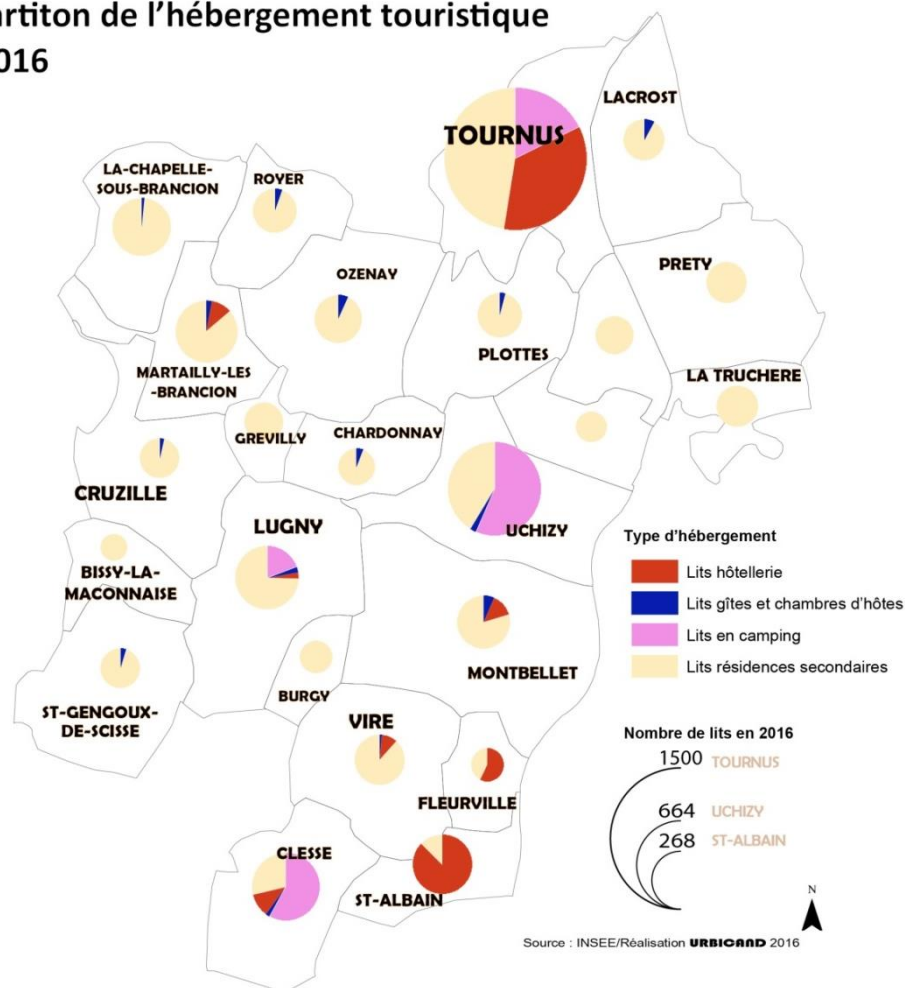 artiton de l'hébergement touristique
016
LACROST
TOURNUS
LA-CHAPELLE-
SOUS-BRANCION
ROYER
OZENAY
PRETY
PLOTTES
MARTAILLY-LES
-BRANCION
LA TRUCHERE
GREVILLY
CHARDONNAY
CRUZILLE
LUGNY
UCHIZY
BISSY-LA-
MACONNAISE
MONTBELLET
BURGY
ST-GENGOUX-
DE-SCISSE
VIRE
FLEURVILLE
CLESSE
ST-ALBAIN
Type d'hébergement
Lits hôtellerie
Lits gîtes et chambres d'hôtes
Lits en camping
Lits résidences secondaires
Nombre de lits en 2016
1500 TOURNUS
664 UCHIZY
268 ST-ALBAIN
N
Source : INSEE/Réalisation URBICAND 2016